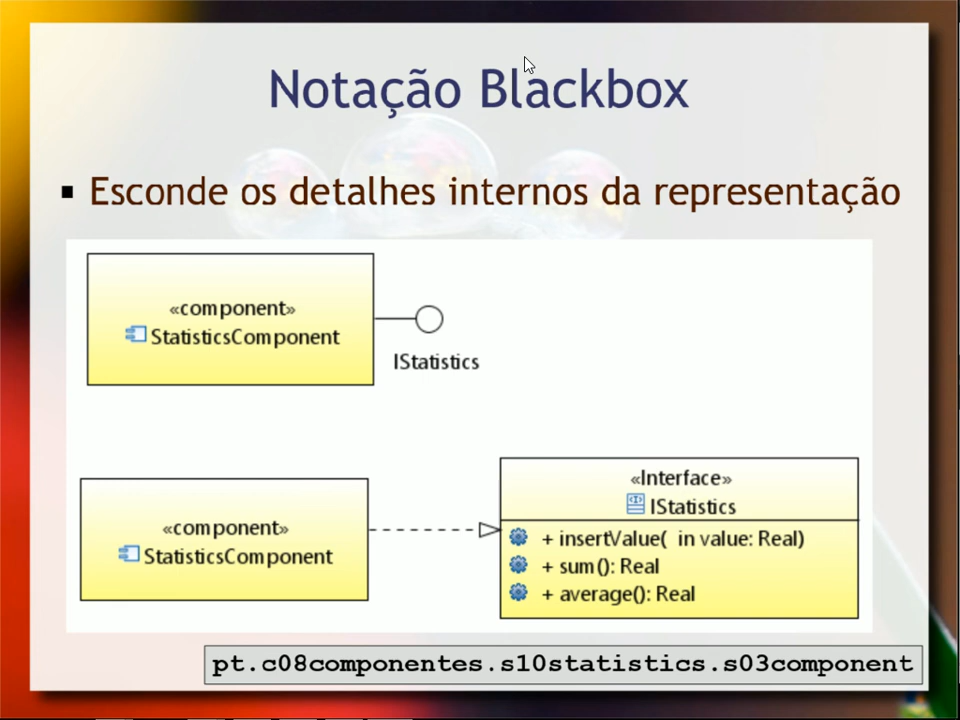 Notação Blackbox
▪ Esconde os detalhes internos da representação
«component»
StatisticsComponent
IStatistics
«component»
StatisticsComponent
«Interface»
IStatistics
+ insertValue( in value: Real)
+ sum(): Real
+ average(): Real
pt.c08componentes.s10statistics.s03component